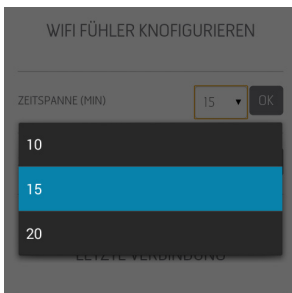 WIFI FÜHLER KNOFIGURIEREN
ZEITSPANNE (MIN) 15 OK
10
15
20
LETZTE VERBINDUNG